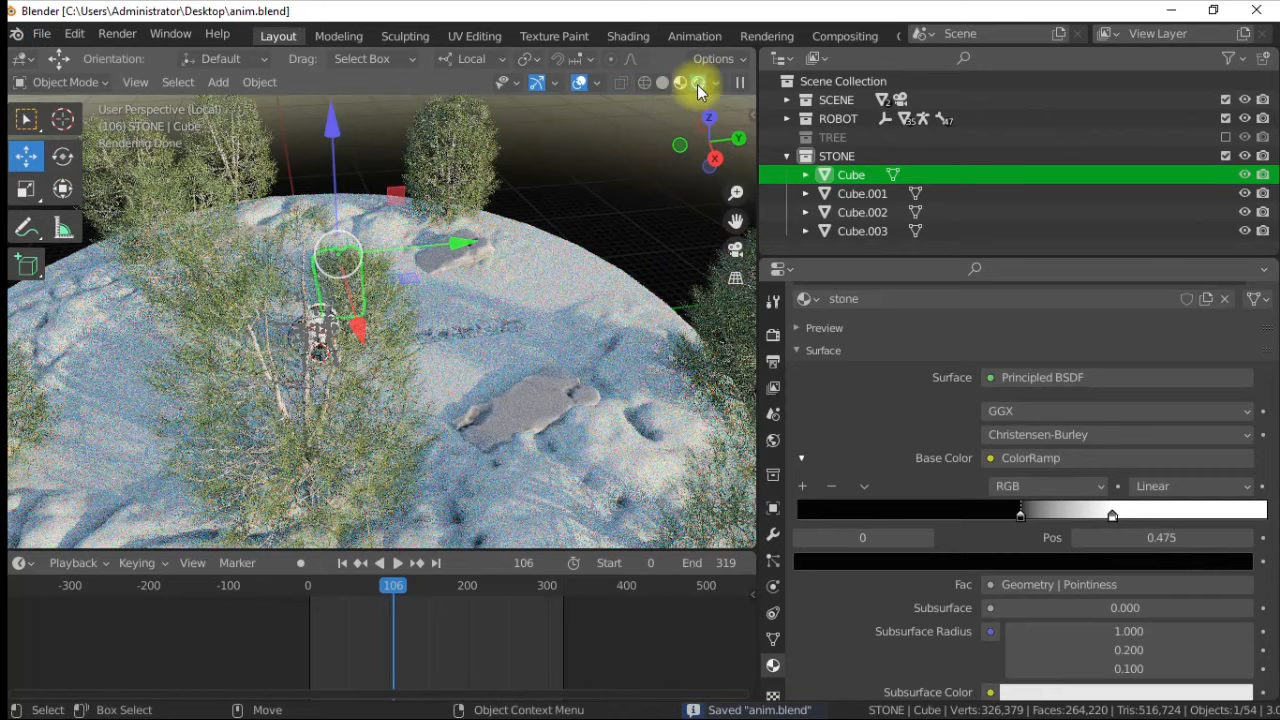 Blender [C:\Users\Administrator\Desktop\anim.blend]
File Edit Render Window Help Layout Modeling Sculpting UV Editing Texture Paint Shading Animation Rendering Compositing Scene View Layer
Orientation: Default Drag: Select Box Local Options
Object Mode View Select Add Object
User Perspective (Local)
(106) STONE | Cube
Rendering Done
Z
Y
X
Scene Collection
SCENE 2
ROBOT 35 47
TREE
STONE
Cube
Cube.001
Cube.002
Cube.003
stone
Preview
Surface
Surface Principled BSDF
GGX
Christensen-Burley
Base Color ColorRamp
RGB Linear
0 Pos 0.475
Fac Geometry | Pointiness
Subsurface 0.000
Subsurface Radius 1.000
0.200
0.100
Subsurface Color
Playback Keying View Marker 106 Start 0 End 319
-300 -200 -100 0 106 200 300 400 500
Select Box Select Move Object Context Menu Saved "anim.blend" STONE | Cube | Verts:326,379 | Faces:264,220 | Tris:516,724 | Objects:1/54 | 3.0